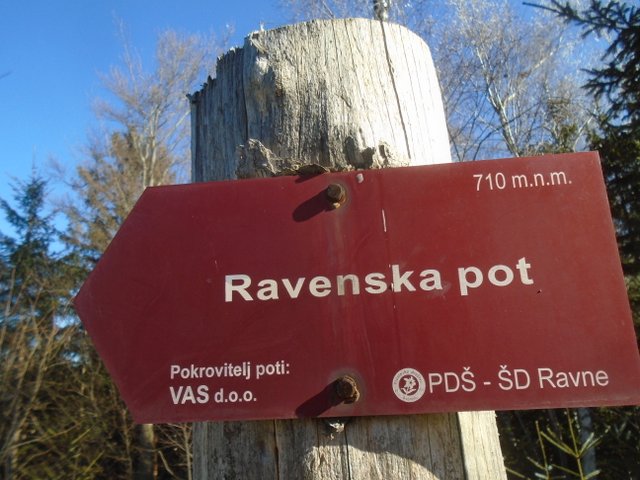 710 m.n.m.
Ravenska pot
Pokrovitelj poti:
VAS d.o.o.
PDŠ - ŠD Ravne